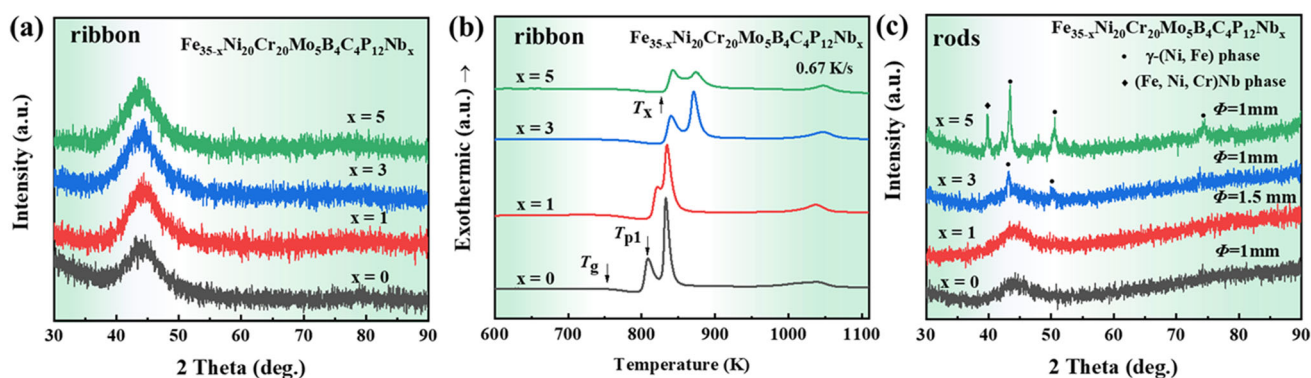 (a)
ribbon
Fe35-xNi20Cr20Mo5B4C4P12Nbx
x = 5
x = 3
x = 1
x = 0
Intensity (a.u.)
30 40 50 60 70 80 90
2 Theta (deg.)
(b)
ribbon
Fe35-xNi20Cr20Mo5B4C4P12Nbx
0.67 K/s
x = 5
Tx
x = 3
x = 1
Tp1
Tg
x = 0
Exothermic (a.u.) →
600 700 800 900 1000 1100
Temperature (K)
(c)
Fe35-xNi20Cr20Mo5B4C4P12Nbx
rods
• γ-(Ni, Fe) phase
◆ (Fe, Ni, Cr)Nb phase
x = 5
Φ=1mm
x = 3
Φ=1mm
x = 1
Φ=1.5 mm
x = 0
Φ=1mm
Intensity (a.u.)
30 40 50 60 70 80 90
2 Theta (deg.)